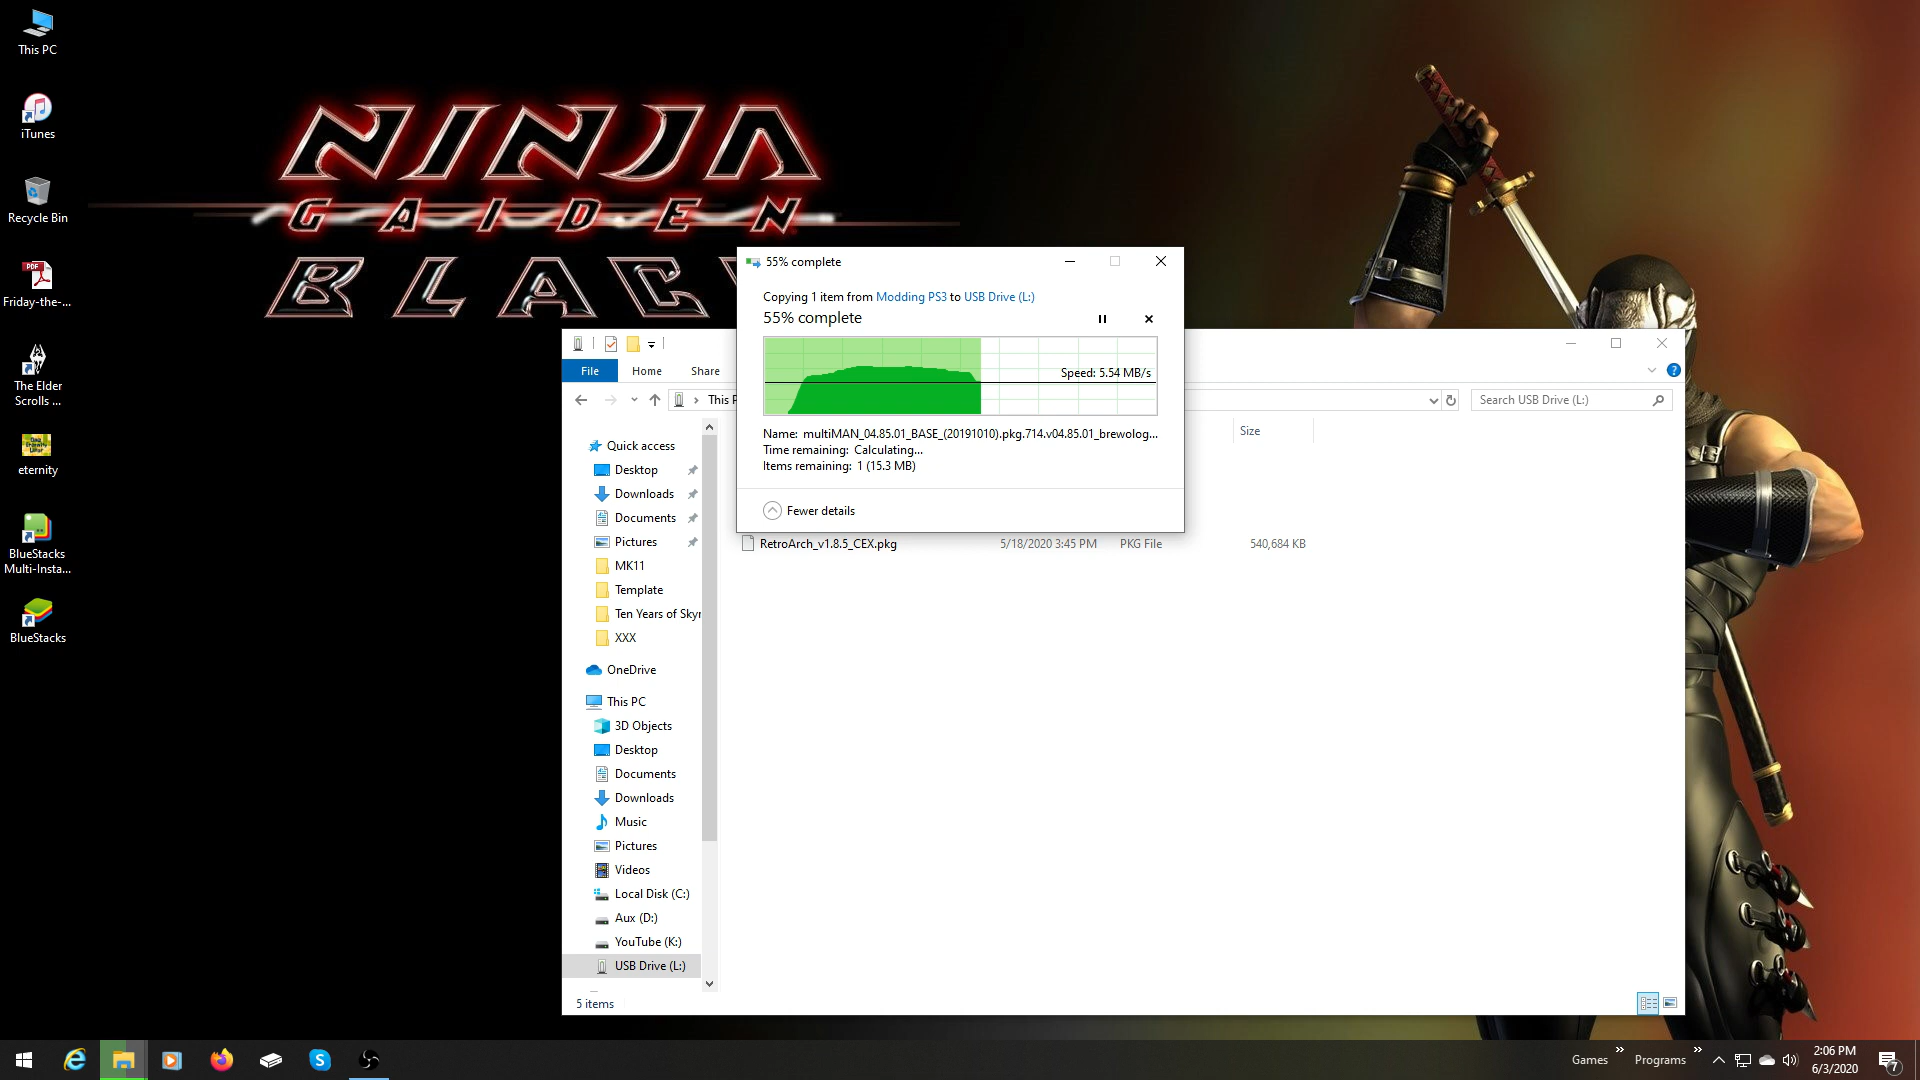 This PC
iTunes
Recycle Bin
PDF
Friday-the-...
The Elder
Scrolls ...
eternity
BlueStacks
Multi-Insta...
BlueStacks
NINJA
GAIDEN
BLAC
55% complete
Copying 1 item from Modding PS3 to USB Drive (L:)
55% complete
Speed: 5.54 MB/s
Name: multiMAN_04.85.01_BASE_(20191010).pkg.714.v04.85.01_brewolog...
Time remaining: Calculating...
Items remaining: 1 (15.3 MB)
Fewer details
File
Home
Share
This P
Search USB Drive (L:)
Size
RetroArch_v1.8.5_CEX.pkg
5/18/2020 3:45 PM
PKG File
540,684 KB
Quick access
Desktop
Downloads
Documents
Pictures
MK11
Template
Ten Years of Skyr
XXX
OneDrive
This PC
3D Objects
Desktop
Documents
Downloads
Music
Pictures
Videos
Local Disk (C:)
Aux (D:)
YouTube (K:)
USB Drive (L:)
5 items
Games
Programs
2:06 PM
6/3/2020
7